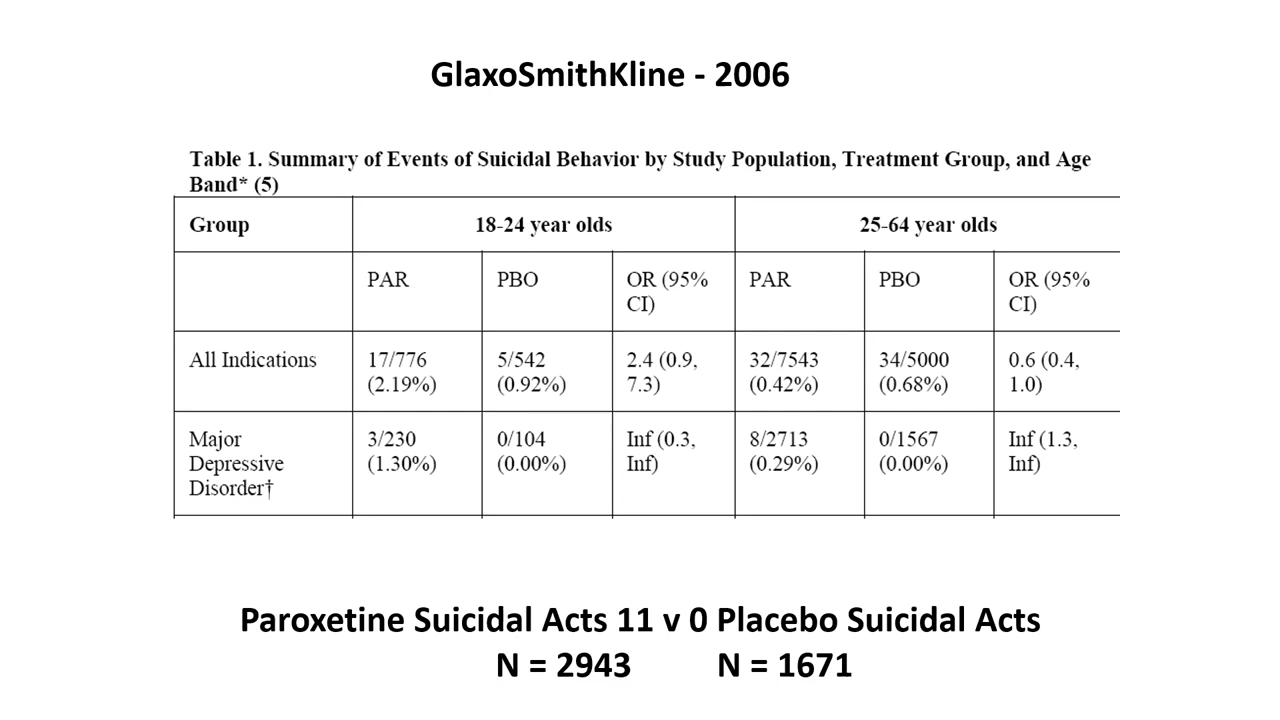 GlaxoSmithKline - 2006
Table 1. Summary of Events of Suicidal Behavior by Study Population, Treatment Group, and Age
Band* (5)
Group 18-24 year olds 25-64 year olds
PAR PBO OR (95% CI) PAR PBO OR (95% CI)
All Indications 17/776 (2.19%) 5/542 (0.92%) 2.4 (0.9, 7.3) 32/7543 (0.42%) 34/5000 (0.68%) 0.6 (0.4, 1.0)
Major Depressive Disorder† 3/230 (1.30%) 0/104 (0.00%) Inf (0.3, Inf) 8/2713 (0.29%) 0/1567 (0.00%) Inf (1.3, Inf)
Paroxetine Suicidal Acts 11 v 0 Placebo Suicidal Acts
N = 2943 N = 1671